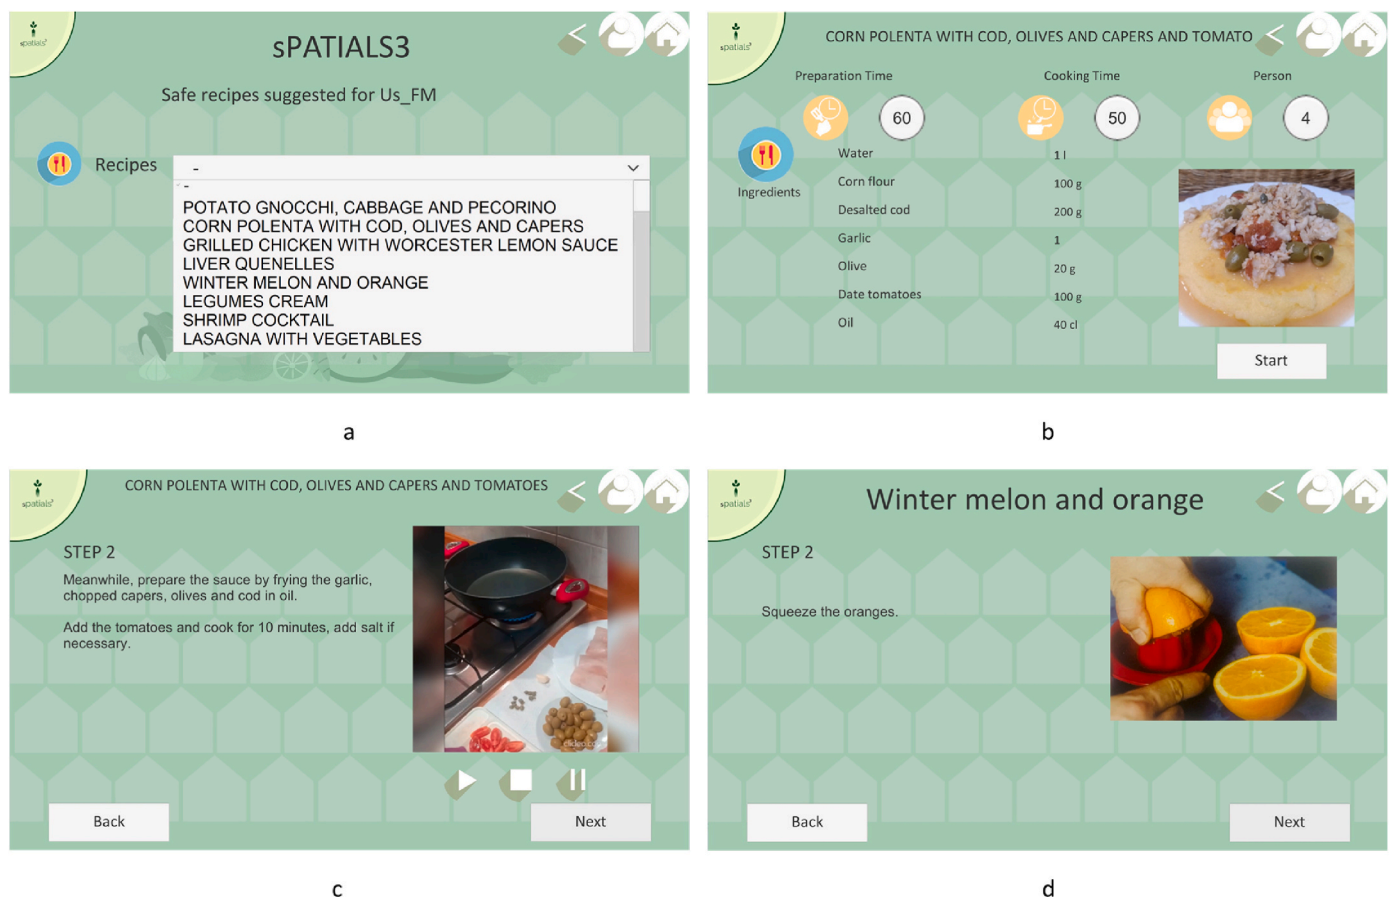 spatials³
sPATIALS3
Safe recipes suggested for Us_FM
Recipes
-
-
POTATO GNOCCHI, CABBAGE AND PECORINO
CORN POLENTA WITH COD, OLIVES AND CAPERS
GRILLED CHICKEN WITH WORCESTER LEMON SAUCE
LIVER QUENELLES
WINTER MELON AND ORANGE
LEGUMES CREAM
SHRIMP COCKTAIL
LASAGNA WITH VEGETABLES
a
spatials³
CORN POLENTA WITH COD, OLIVES AND CAPERS AND TOMATO
Preparation Time Cooking Time Person
60 50 4
Ingredients
Water 1 l
Corn flour 100 g
Desalted cod 200 g
Garlic 1
Olive 20 g
Date tomatoes 100 g
Oil 40 cl
Start
b
spatials³
CORN POLENTA WITH COD, OLIVES AND CAPERS AND TOMATOES
STEP 2
Meanwhile, prepare the sauce by frying the garlic,
chopped capers, olives and cod in oil.
Add the tomatoes and cook for 10 minutes, add salt if
necessary.
Back Next
c
spatials³
Winter melon and orange
STEP 2
Squeeze the oranges.
Back Next
d